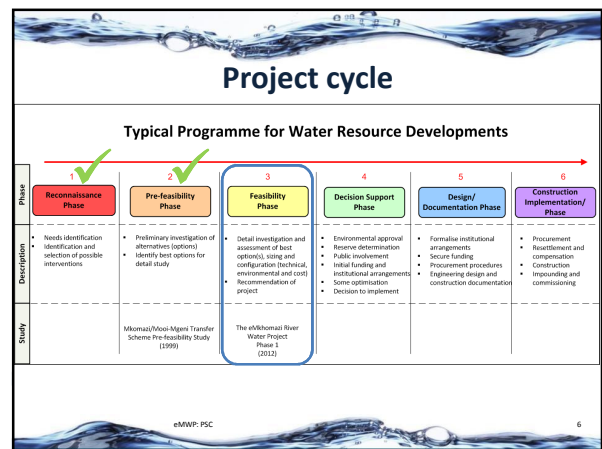 Project cycle
Typical Programme for Water Resource Developments
Phase
1
Reconnaissance
Phase
2
Pre-feasibility
Phase
3
Feasibility
Phase
4
Decision Support
Phase
5
Design/
Documentation Phase
6
Construction
Implementation/
Phase
Description
▪ Needs identification
▪ Identification and
selection of possible
interventions
▪ Preliminary investigation of
alternatives (options)
▪ Identify best options for
detail study
▪ Detail investigation and
assessment of best
option(s), sizing and
configuration (technical,
environmental and cost)
▪ Recommendation of
project
▪ Environmental approval
▪ Reserve determination
▪ Public involvement
▪ Initial funding and
institutional arrangements
▪ Some optimisation
▪ Decision to implement
▪ Formalise institutional
arrangements
▪ Secure funding
▪ Procurement procedures
▪ Engineering design and
construction documentation
▪ Procurement
▪ Resettlement and
compensation
▪ Construction
▪ Impounding and
commissioning
Study
Mkomazi/Mooi-Mgeni Transfer
Scheme Pre-feasibility Study
(1999)
The eMkhomazi River
Water Project
Phase 1
(2012)
eMWP: PSC
6